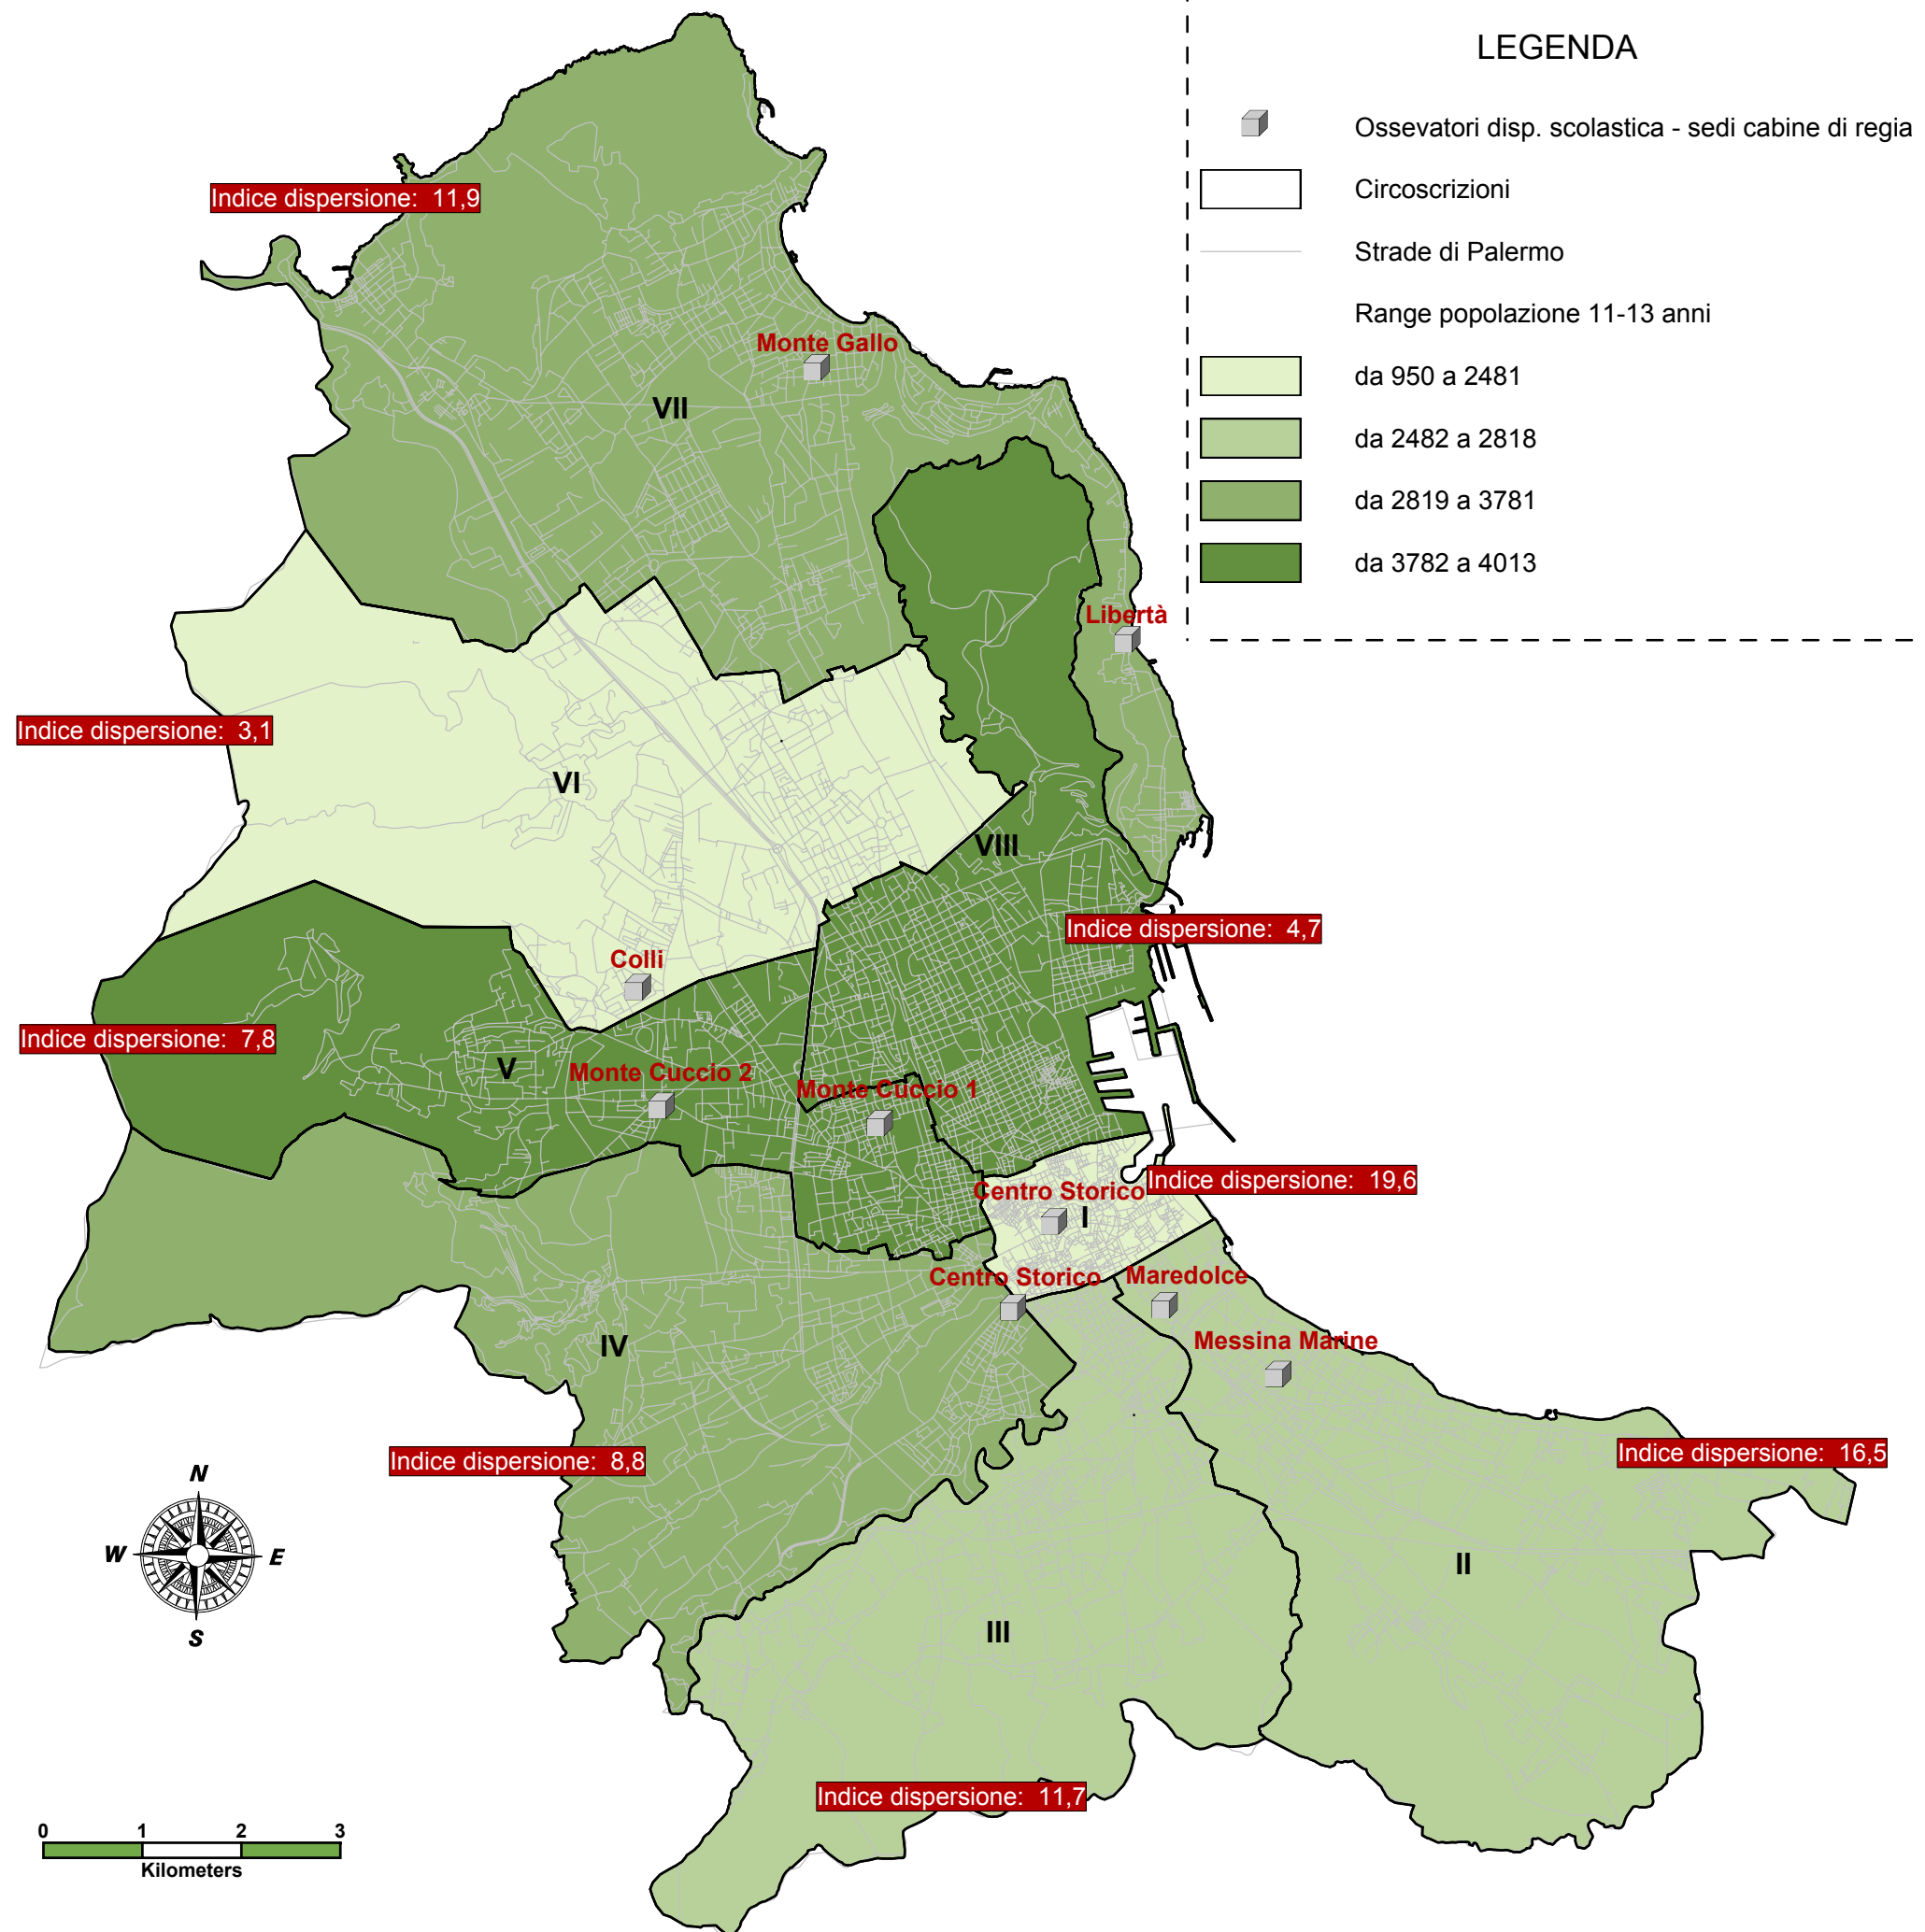 LEGENDA
Ossevatori disp. scolastica - sedi cabine di regia
Circoscrizioni
Strade di Palermo
Range popolazione 11-13 anni
da 950 a 2481
da 2482 a 2818
da 2819 a 3781
da 3782 a 4013
Indice dispersione: 11,9
Monte Gallo
VII
Libertà
Indice dispersione: 3,1
VI
VIII
Indice dispersione: 4,7
Colli
Indice dispersione: 7,8
V
Monte Cuccio 2
Monte Cuccio 1
Indice dispersione: 19,6
Centro Storico
I
Centro Storico
Maredolce
Messina Marine
IV
Indice dispersione: 8,8
Indice dispersione: 16,5
II
III
Indice dispersione: 11,7
N
W
E
S
0 1 2 3
Kilometers